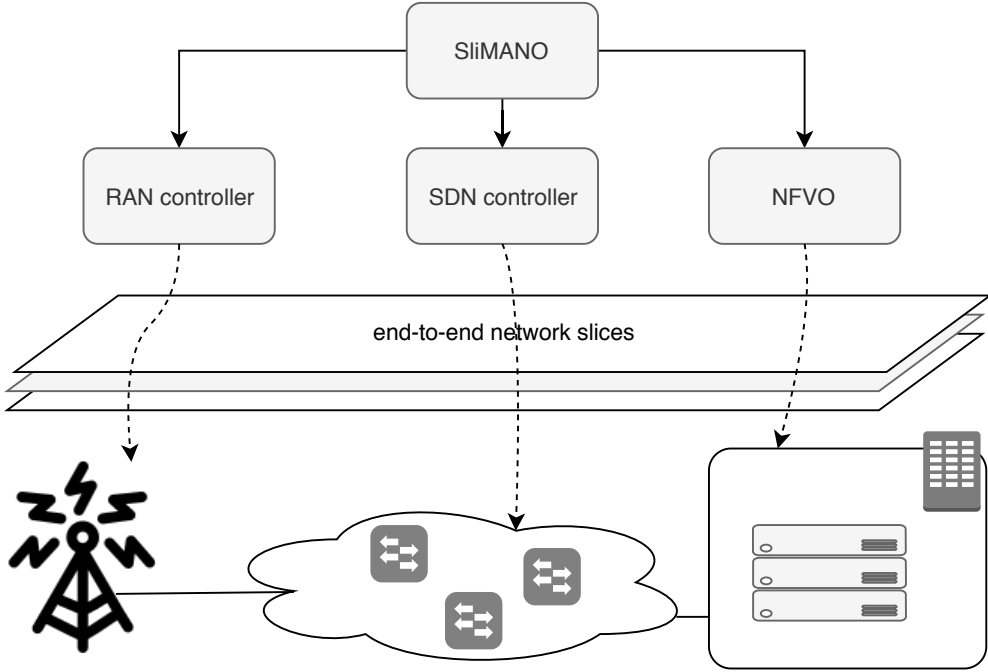 SliMANO
RAN controller
SDN controller
NFVO
end-to-end network slices